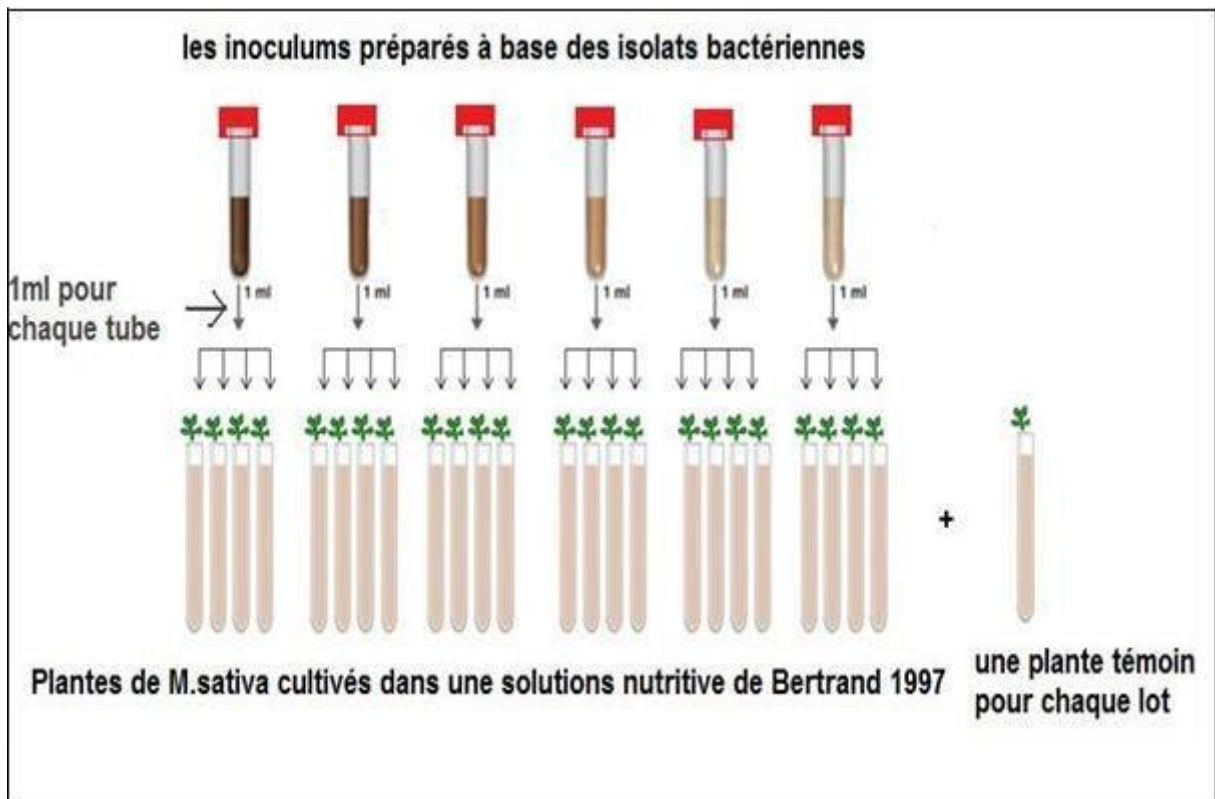 les inoculums préparés à base des isolats bactériennes
1 ml 1 ml 1 ml 1 ml 1 ml 1 ml
1ml pour
chaque tube
+
Plantes de M.sativa cultivés dans une solutions nutritive de Bertrand 1997
une plante témoin
pour chaque lot